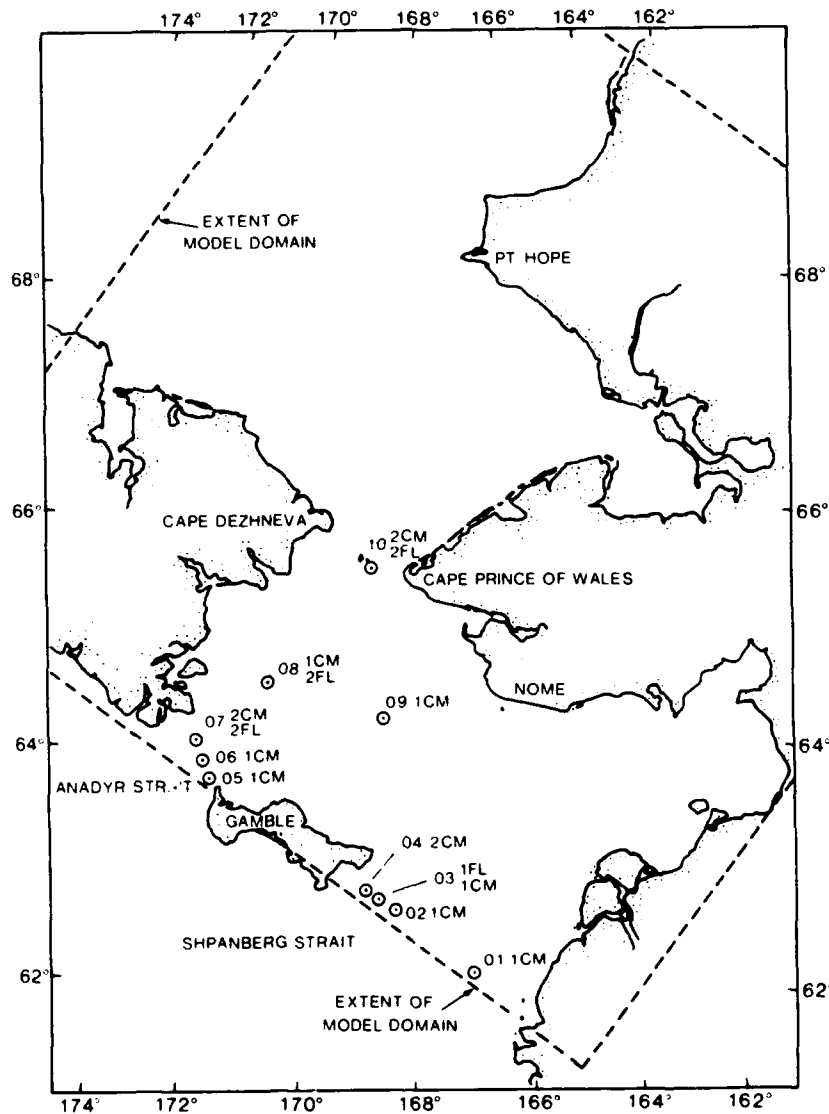 174° 172° 170° 168° 166° 164° 162°
EXTENT OF
MODEL DOMAIN
PT HOPE
68° 68°
66° 66°
CAPE DEZHNEVA
10 2CM
2FL
CAPE PRINCE OF WALES
08 1CM
2FL
NOME
09 1CM
07 2CM
2FL
64° 64°
06 1CM
05 1CM
ANADYR
GAMBLE
04 2CM
03 1FL
1CM
02 1CM
SHPANBERG STRAIT
01 1CM
62° 62°
EXTENT OF
MODEL DOMAIN
174° 172° 170° 168° 166° 164° 162°